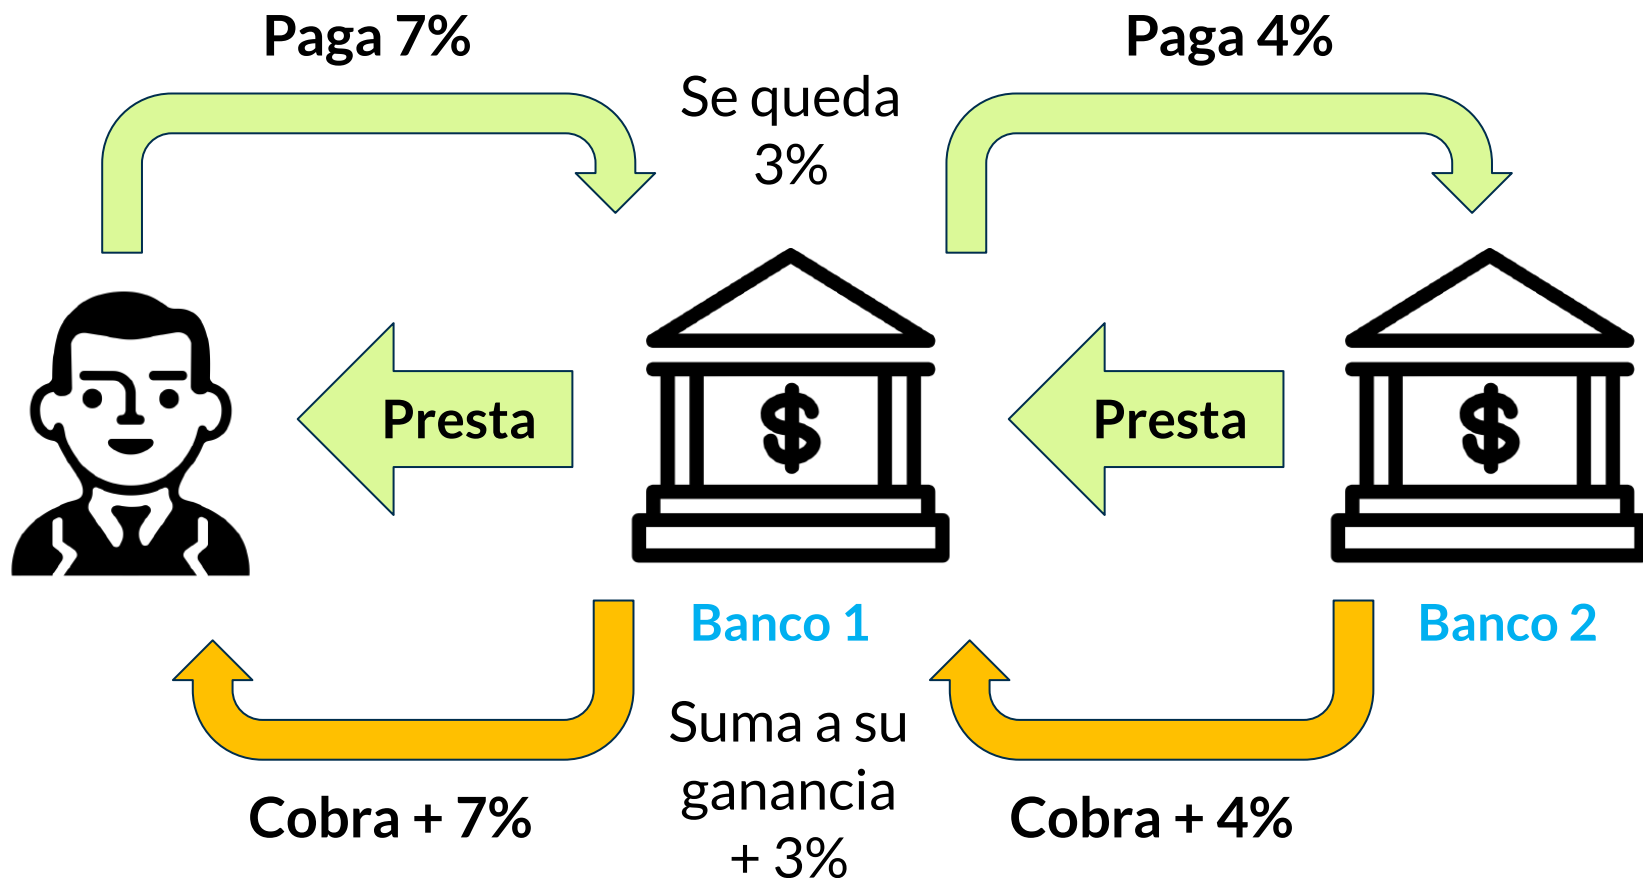 Paga 7%
Paga 4%
Se queda
3%
Presta
$
Presta
$
Banco 1
Banco 2
Suma a su
ganancia
+ 3%
Cobra + 7%
Cobra + 4%